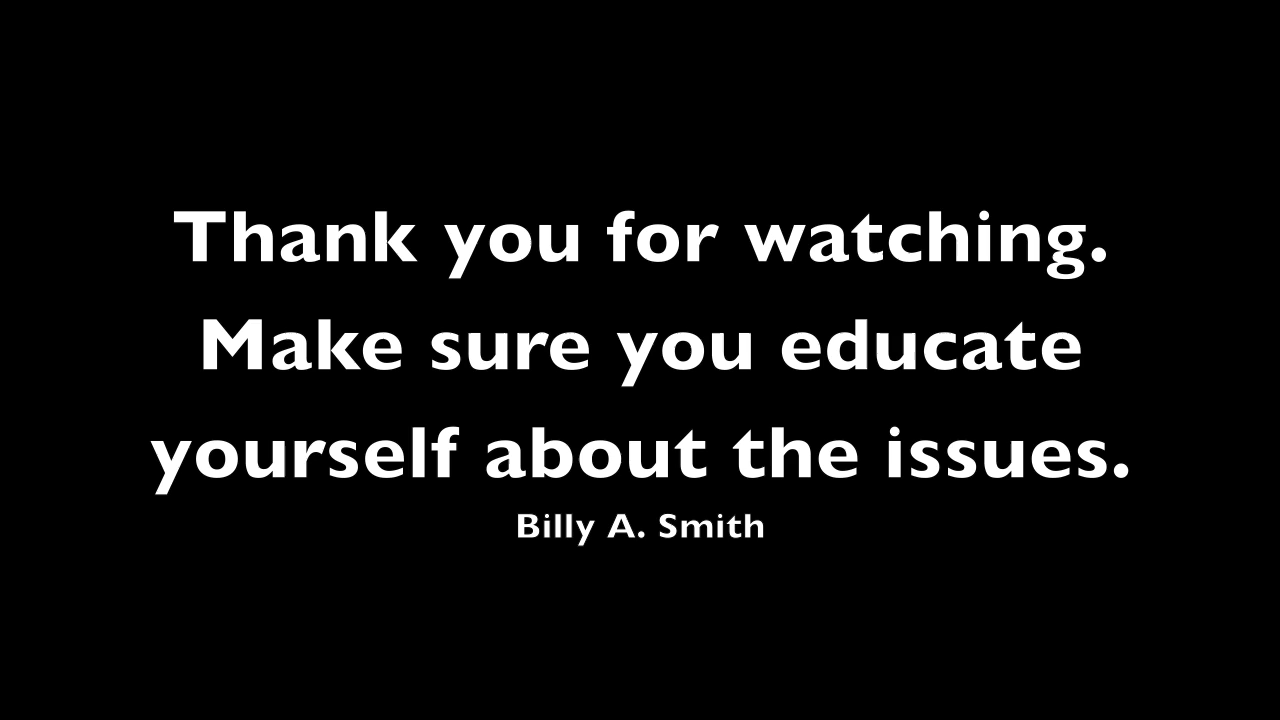 Thank you for watching.
Make sure you educate
yourself about the issues.
Billy A. Smith